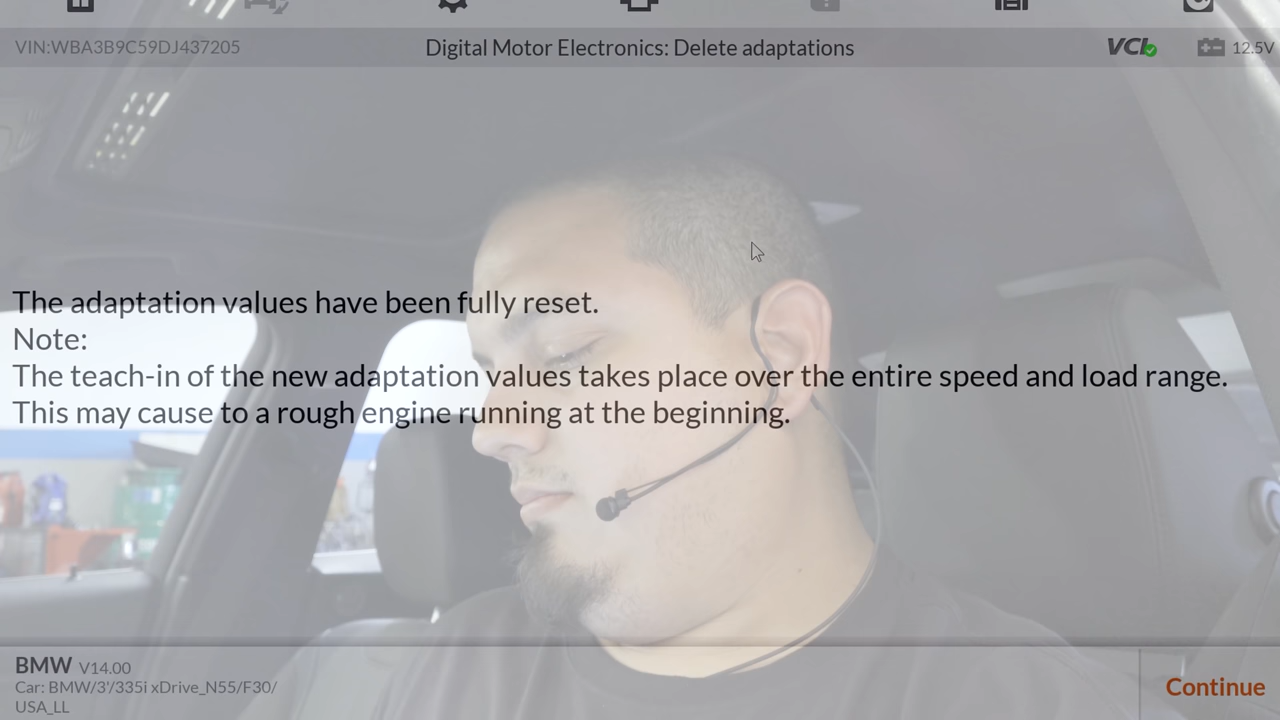 VIN:WBA3B9C59DJ437205
Digital Motor Electronics: Delete adaptations
VCI
12.5V
The adaptation values have been fully reset.
Note:
The teach-in of the new adaptation values takes place over the entire speed and load range.
This may cause to a rough engine running at the beginning.
BMW V14.00
Car: BMW/3'/335i xDrive_N55/F30/
USA_LL
Continue